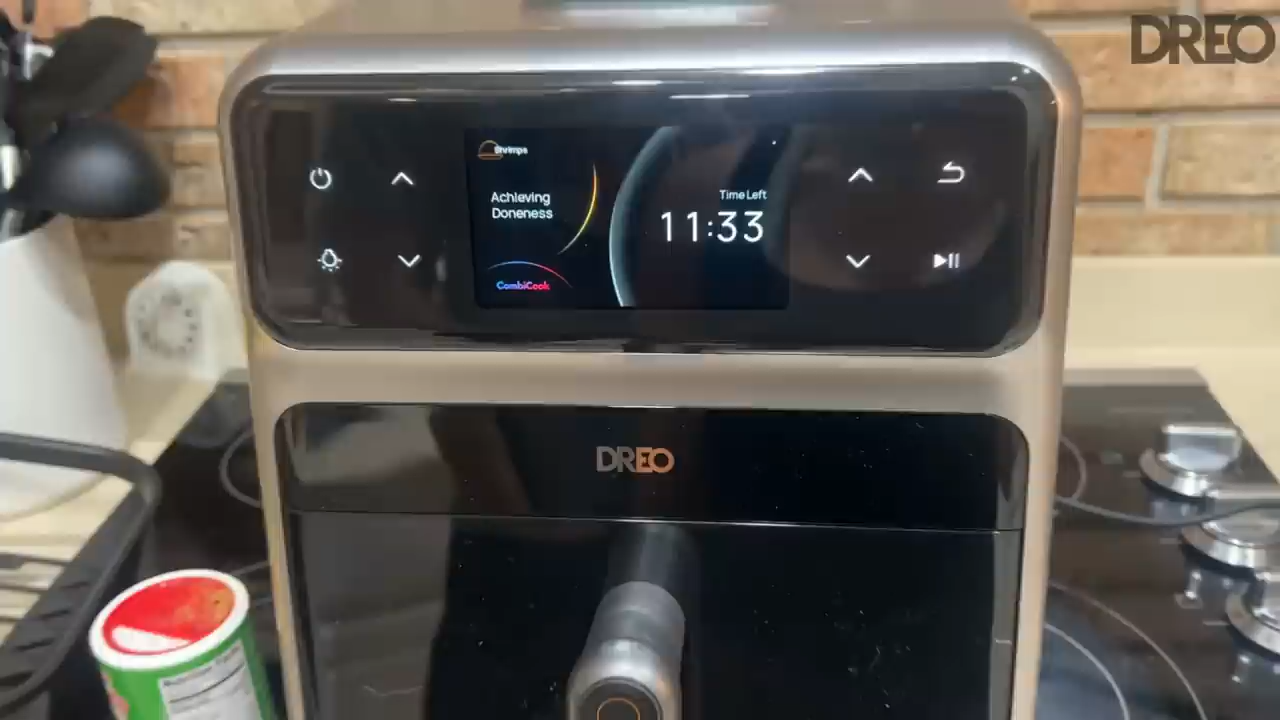 DREO
Shrimps
Achieving
Doneness
CombiCook
Time Left
11:33
DREO